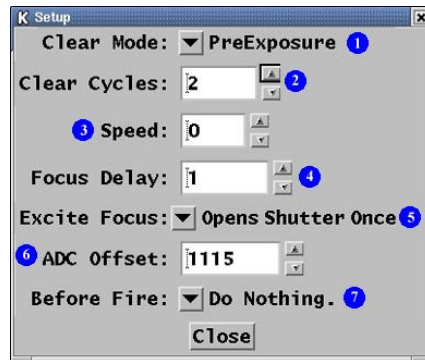 K Setup
Clear Mode: PreExposure 1
Clear Cycles: 2 2
3 Speed: 0
Focus Delay: 1 4
Excite Focus: Opens Shutter Once 5
6 ADC Offset: 1115
Before Fire: Do Nothing. 7
Close